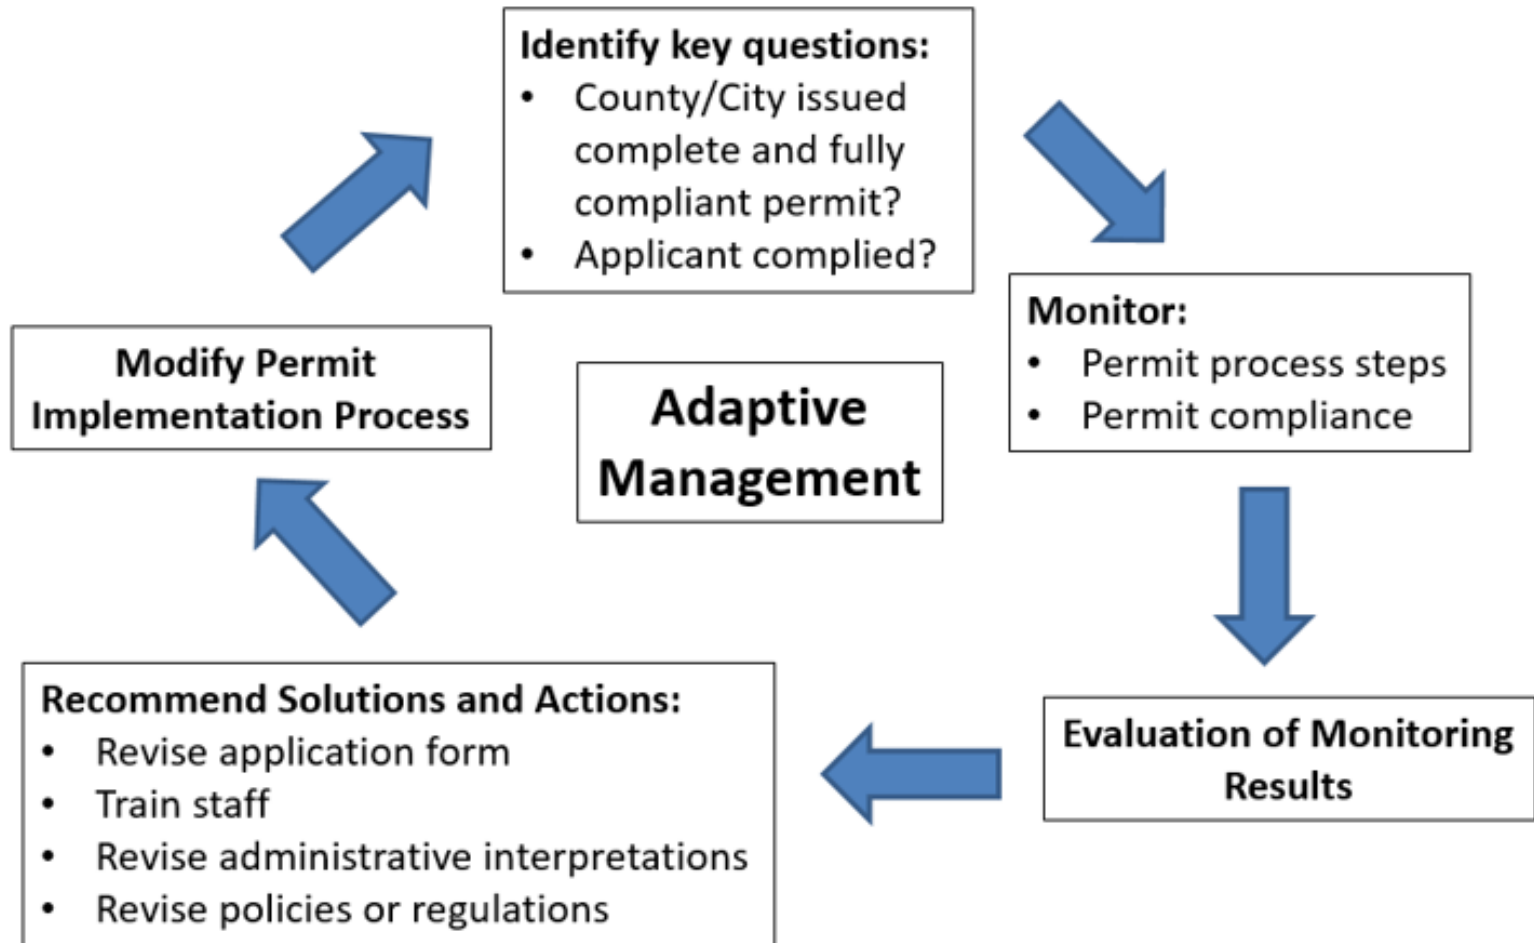 Identify key questions:
• County/City issued
complete and fully
compliant permit?
• Applicant complied?
Monitor:
• Permit process steps
• Permit compliance
Evaluation of Monitoring
Results
Recommend Solutions and Actions:
• Revise application form
• Train staff
• Revise administrative interpretations
• Revise policies or regulations
Modify Permit
Implementation Process
Adaptive
Management